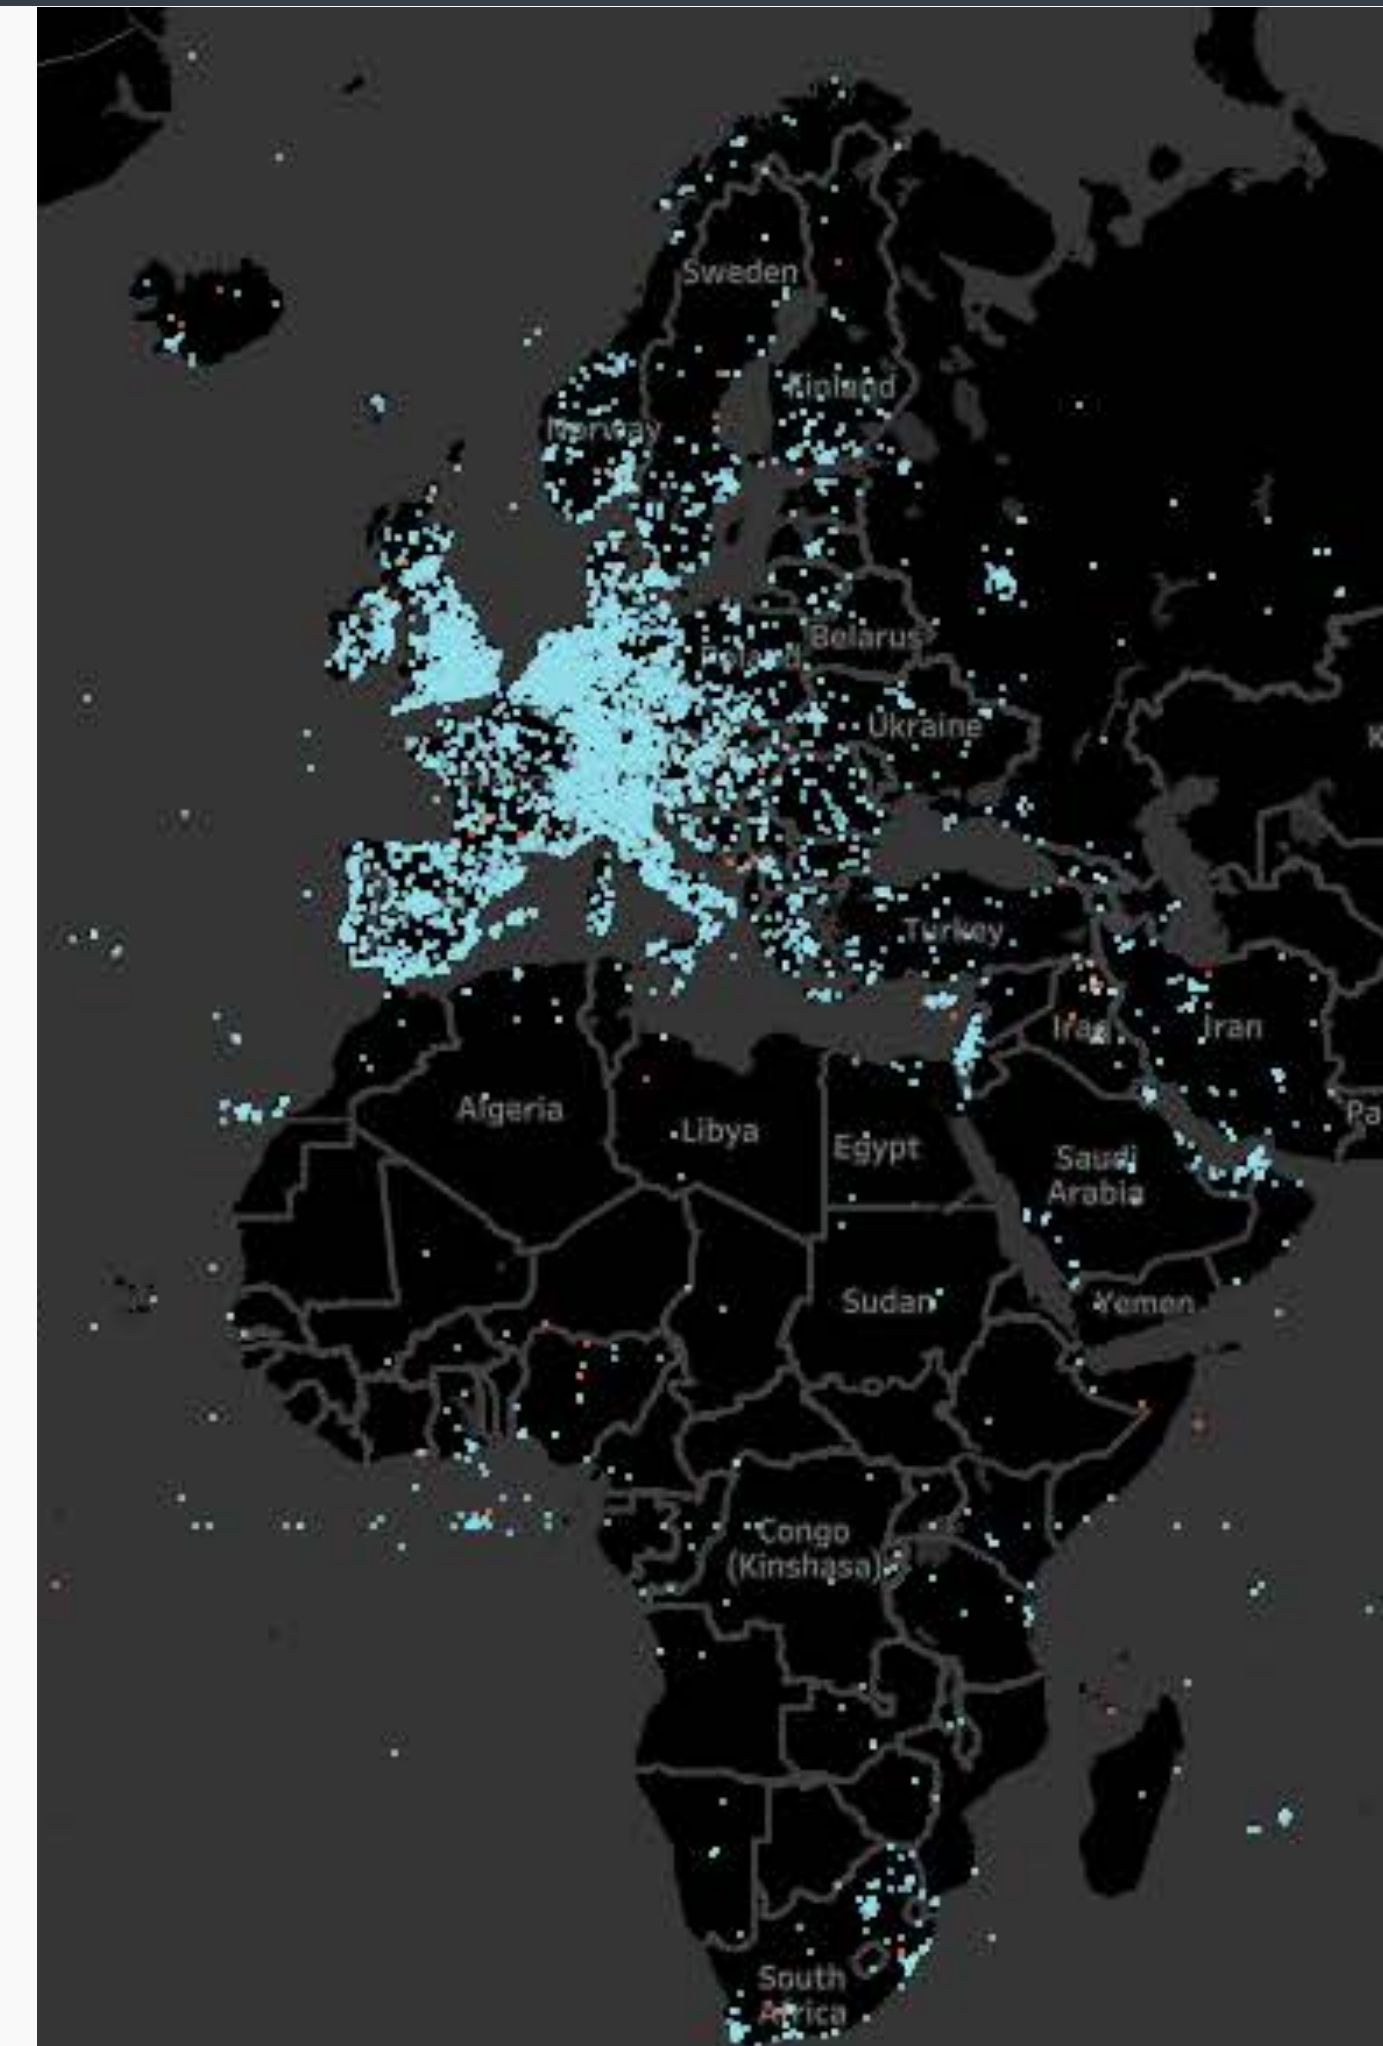 Sweden
Finland
Norway
Belarus
Poland
Ukraine
K
Turkey
Iraq
Iran
Algeria
Libya
Egypt
Pa
Saudi
Arabia
Sudan
Yemen
Congo
(Kinshasa)
South
Africa